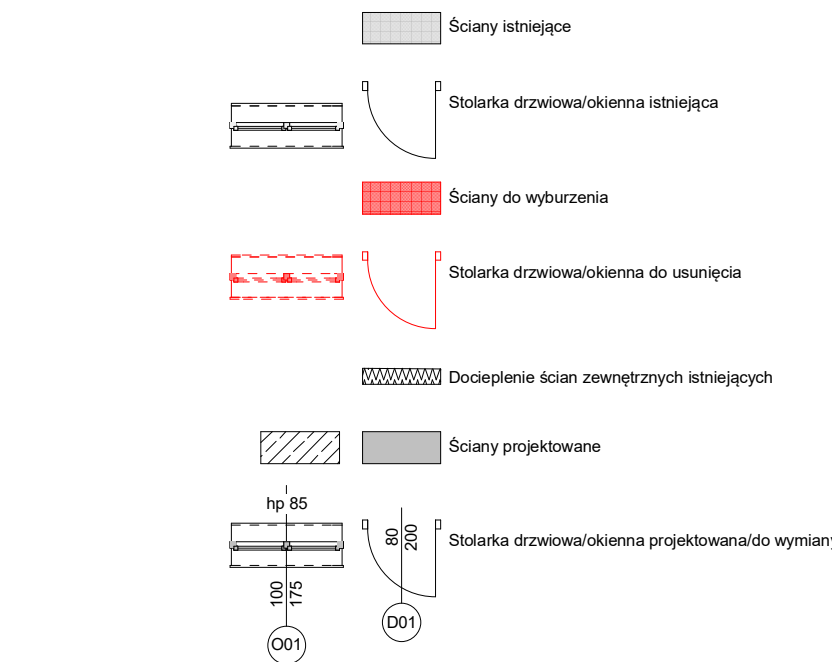 Ściany istniejące
Stolarka drzwiowa/okienna istniejąca
Ściany do wyburzenia
Stolarka drzwiowa/okienna do usunięcia
Docieplenie ścian zewnętrznych istniejących
Ściany projektowane
hp 85
80
200
Stolarka drzwiowa/okienna projektowana/do wymiany
100
175
D01
O01